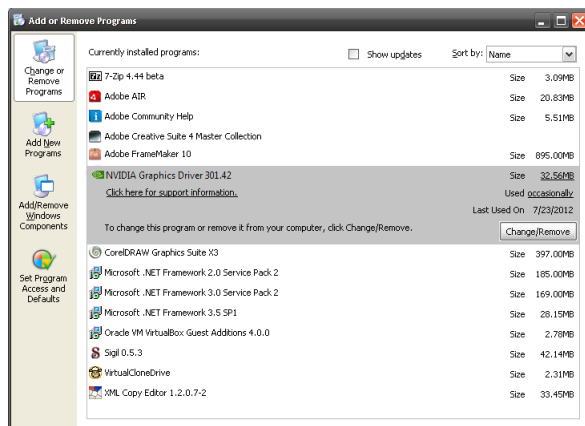 Add or Remove Programs
Change or
Remove
Programs
Add New
Programs
Add/Remove
Windows
Components
Set Program
Access and
Defaults
Currently installed programs:
Show updates
Sort by: Name
7-Zip 4.44 beta Size 3.09MB
Adobe AIR Size 20.83MB
Adobe Community Help Size 5.51MB
Adobe Creative Suite 4 Master Collection
Adobe FrameMaker 10 Size 895.00MB
NVIDIA Graphics Driver 301.42 Size 32.56MB
Click here for support information. Used occasionally
Last Used On 7/23/2012
To change this program or remove it from your computer, click Change/Remove. Change/Remove
CorelDRAW Graphics Suite X3 Size 397.00MB
Microsoft .NET Framework 2.0 Service Pack 2 Size 185.00MB
Microsoft .NET Framework 3.0 Service Pack 2 Size 169.00MB
Microsoft .NET Framework 3.5 SP1 Size 28.15MB
Oracle VM VirtualBox Guest Additions 4.0.0 Size 2.78MB
Sigil 0.5.3 Size 42.14MB
VirtualCloneDrive Size 2.31MB
XML Copy Editor 1.2.0.7-2 Size 33.45MB